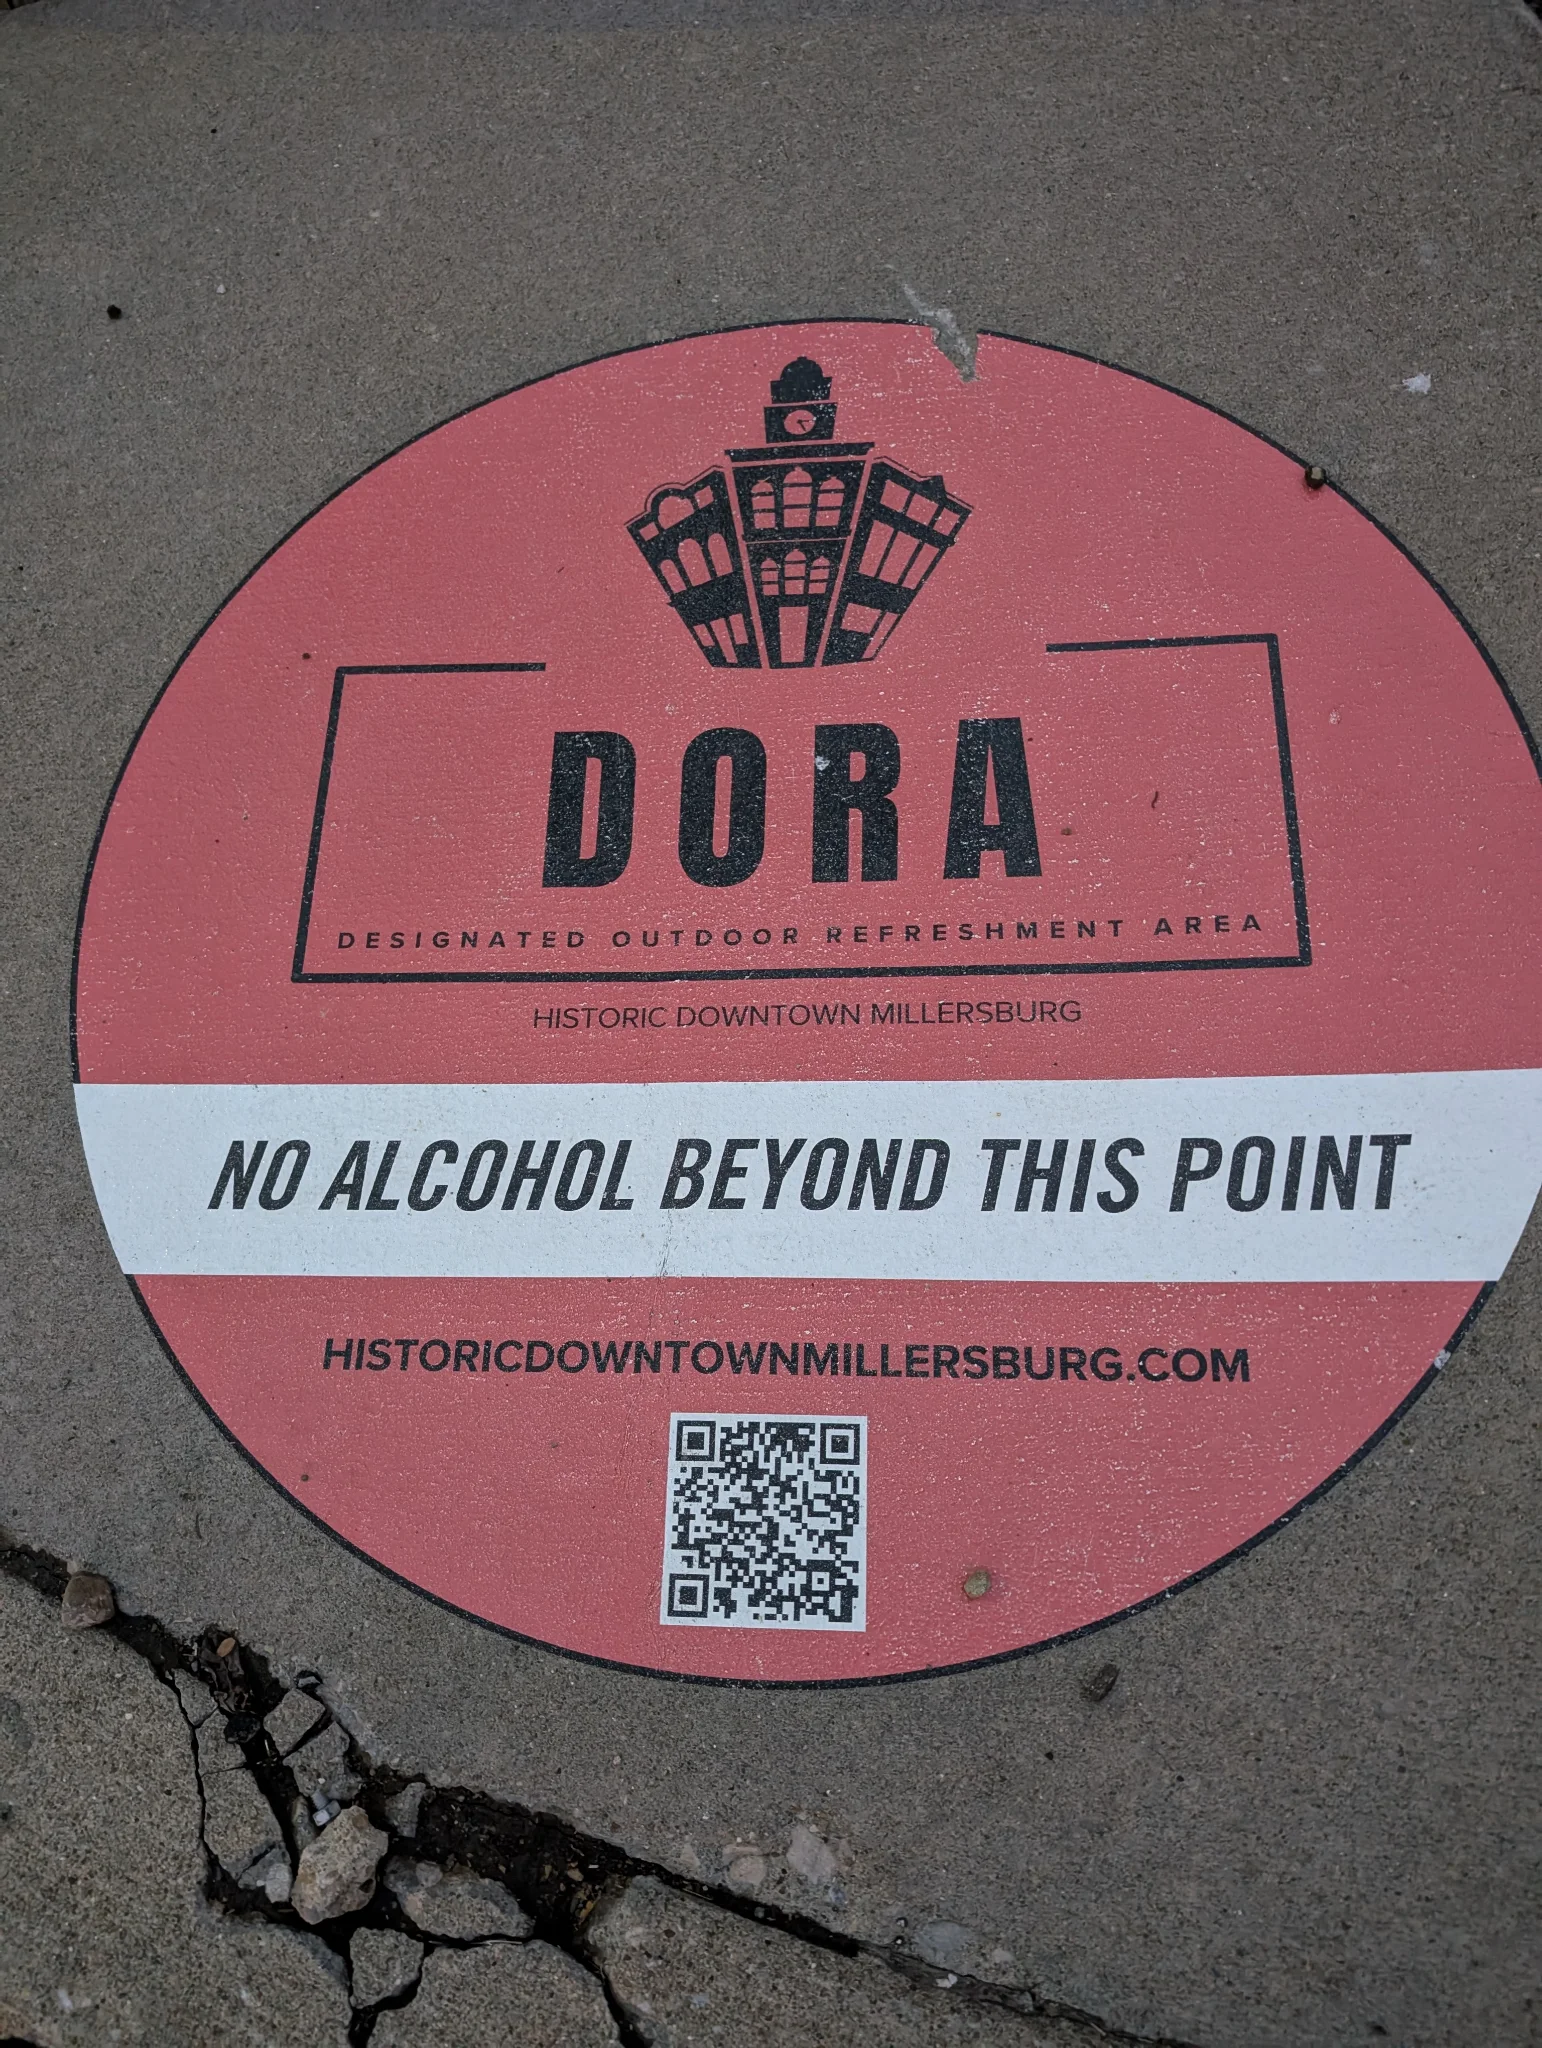 DORA
DESIGNATED OUTDOOR REFRESHMENT AREA
HISTORIC DOWNTOWN MILLERSBURG
NO ALCOHOL BEYOND THIS POINT
HISTORICDOWNTOWNMILLERSBURG.COM